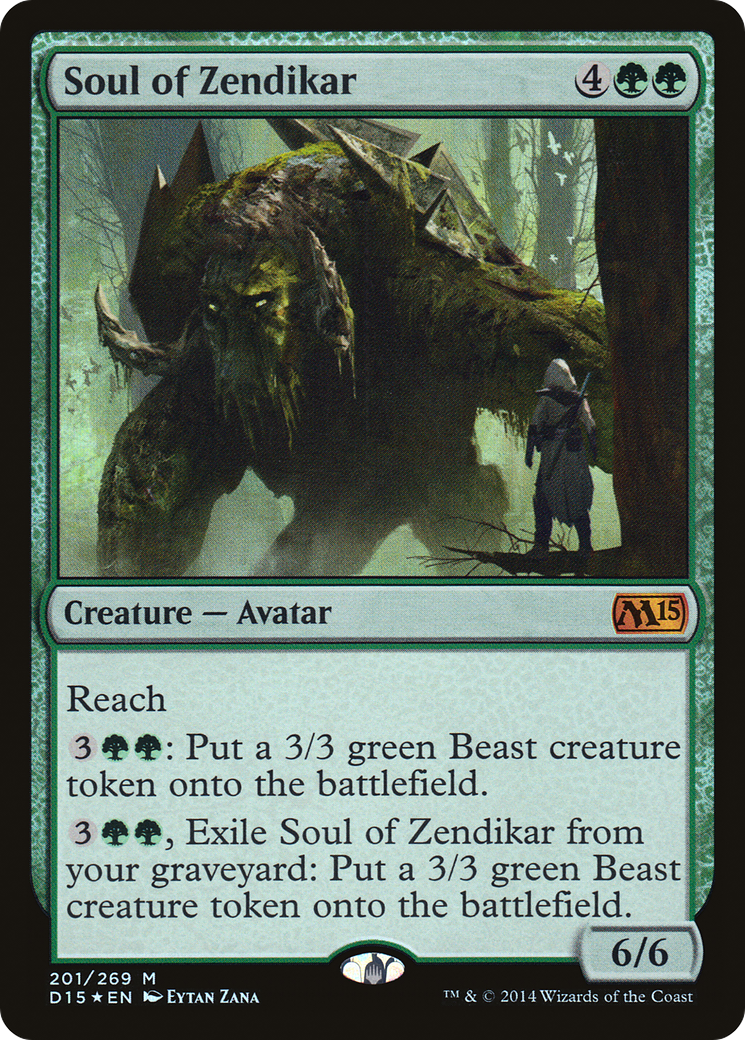 Soul of Zendikar 4
Creature — Avatar M15
Reach
3: Put a 3/3 green Beast creature
token onto the battlefield.
3, Exile Soul of Zendikar from
your graveyard: Put a 3/3 green Beast
creature token onto the battlefield.
6/6
201/269 M
D15★EN Eytan Zana ™ & © 2014 Wizards of the Coast